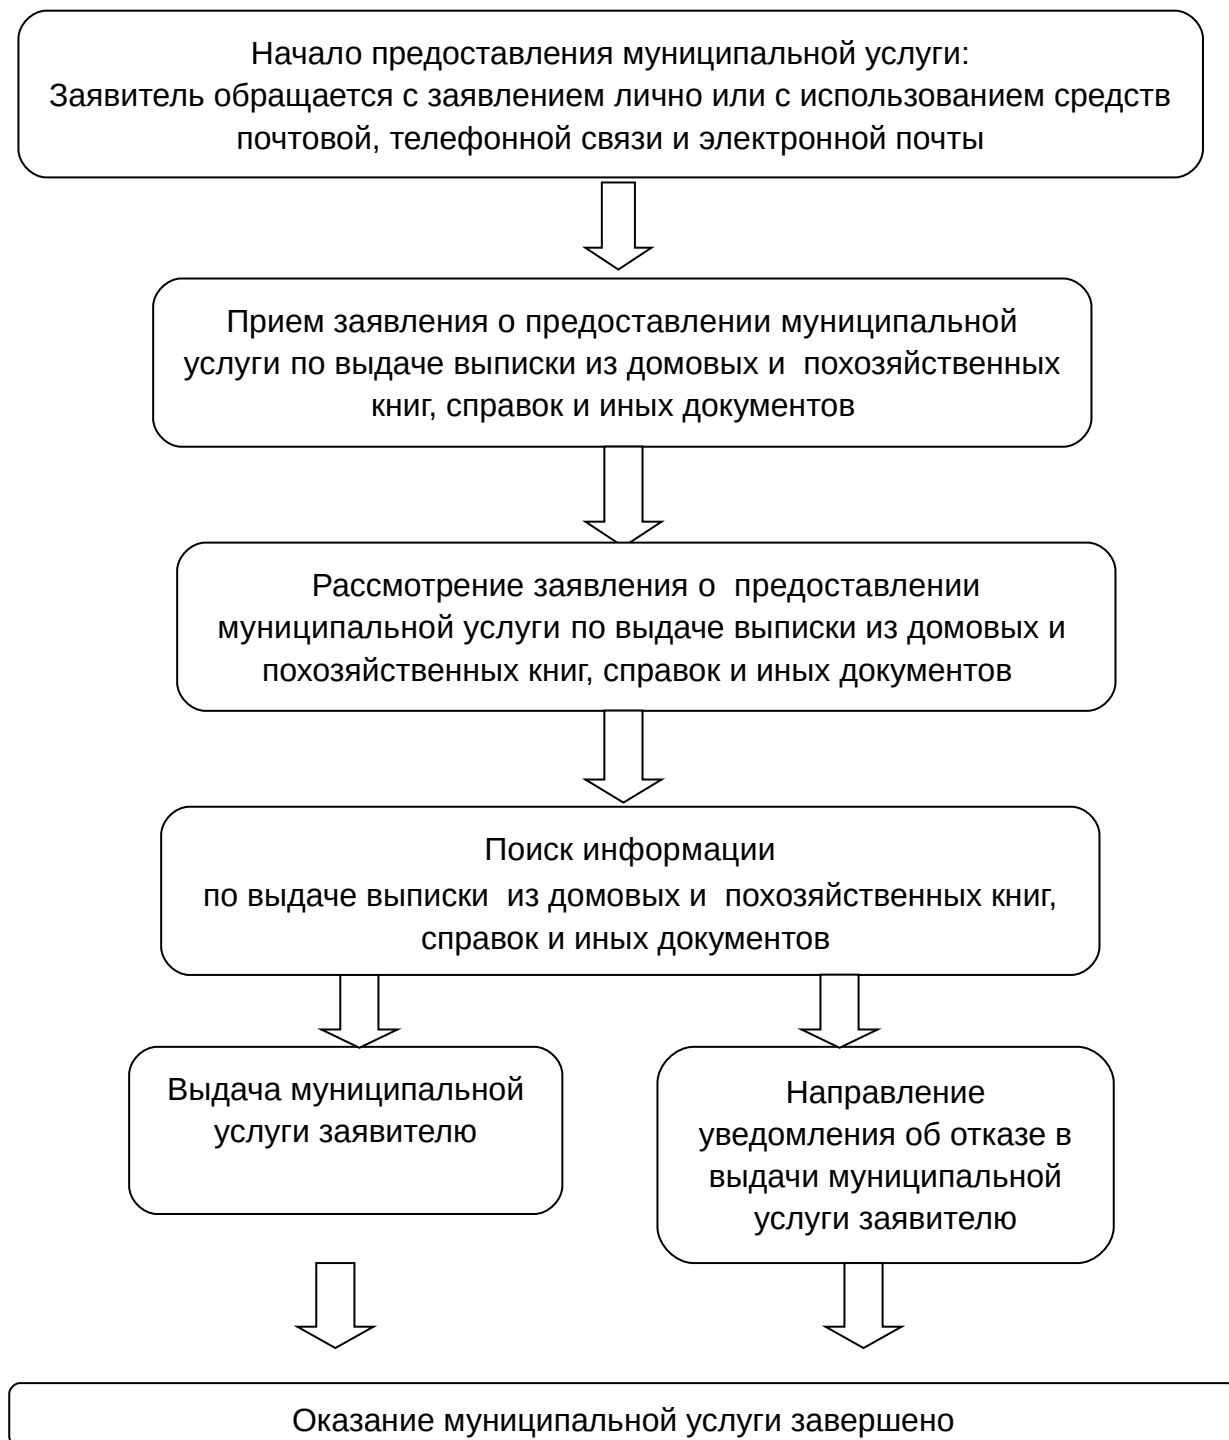 Начало предоставления муниципальной услуги:
Заявитель обращается с заявлением лично или с использованием средств
почтовой, телефонной связи и электронной почты
Прием заявления о предоставлении муниципальной
услуги по выдаче выписки из домовых и  похозяйственных
книг, справок и иных документов
Рассмотрение заявления о  предоставлении
муниципальной услуги по выдаче выписки из домовых и
похозяйственных книг, справок и иных документов
Поиск информации
по выдаче выписки  из домовых и  похозяйственных книг,
справок и иных документов
Выдача муниципальной
услуги заявителю
Направление
уведомления об отказе в
выдачи муниципальной
услуги заявителю
Оказание муниципальной услуги завершено